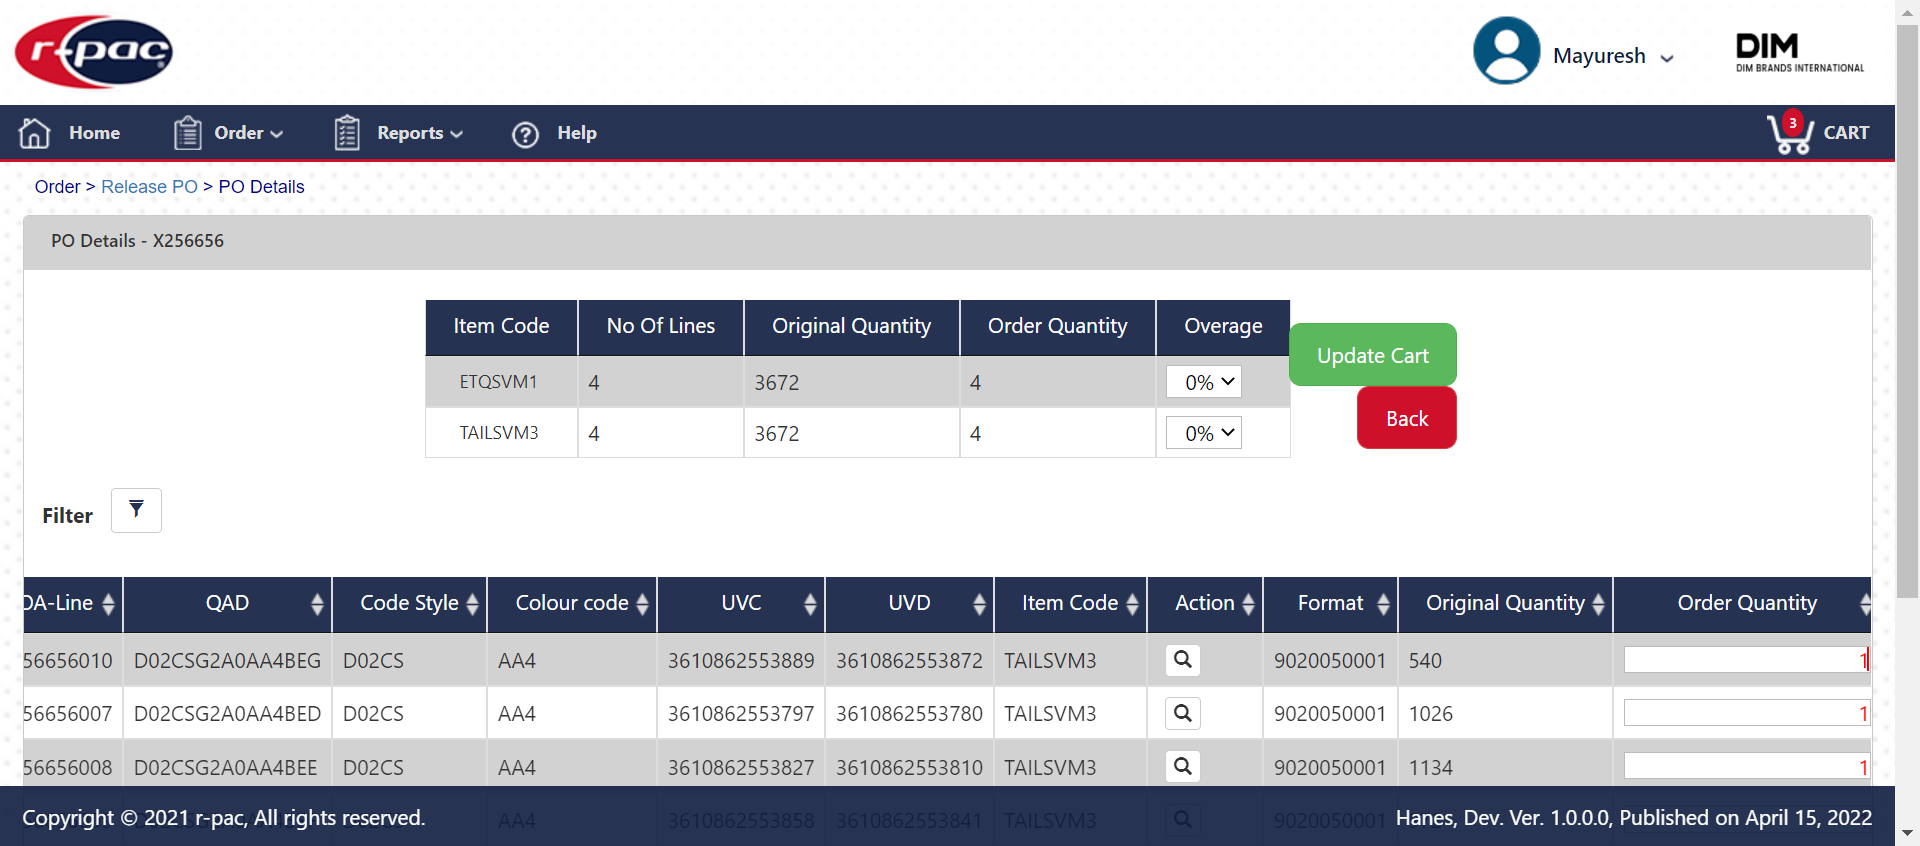 r-pac
Mayuresh
DIM
DIM BRANDS INTERNATIONAL
Home
Order
Reports
Help
3
CART
Order > Release PO > PO Details
PO Details - X256656
Item Code No Of Lines Original Quantity Order Quantity Overage
ETQSVM1 4 3672 4 0%
TAILSVM3 4 3672 4 0%
Update Cart
Back
Filter
OA-Line QAD Code Style Colour code UVC UVD Item Code Action Format Original Quantity Order Quantity
56656010 D02CSG2A0AA4BEG D02CS AA4 3610862553889 3610862553872 TAILSVM3 9020050001 540 1
56656007 D02CSG2A0AA4BED D02CS AA4 3610862553797 3610862553780 TAILSVM3 9020050001 1026 1
56656008 D02CSG2A0AA4BEE D02CS AA4 3610862553827 3610862553810 TAILSVM3 9020050001 1134 1
AA4 3610862553858 3610862553841 TAILSVM3
Copyright © 2021 r-pac, All rights reserved.
Hanes, Dev. Ver. 1.0.0.0, Published on April 15, 2022